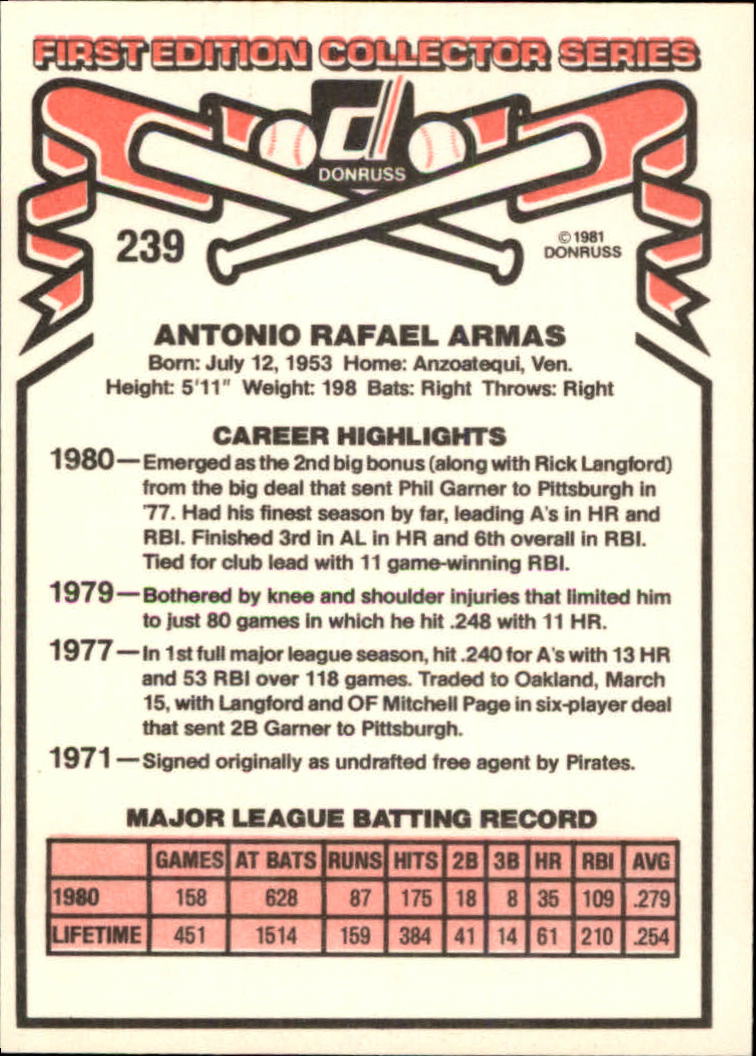 FIRST EDITION COLLECTOR SERIES
d
DONRUSS
239
©1981
DONRUSS
ANTONIO RAFAEL ARMAS
Born: July 12, 1953 Home: Anzoatequi, Ven.
Height: 5'11" Weight: 198 Bats: Right Throws: Right
CAREER HIGHLIGHTS
1980—Emerged as the 2nd big bonus (along with Rick Langford)
from the big deal that sent Phil Garner to Pittsburgh in
'77. Had his finest season by far, leading A's in HR and
RBI. Finished 3rd in AL in HR and 6th overall in RBI.
Tied for club lead with 11 game-winning RBI.
1979—Bothered by knee and shoulder injuries that limited him
to just 80 games in which he hit .248 with 11 HR.
1977—In 1st full major league season, hit .240 for A's with 13 HR
and 53 RBI over 118 games. Traded to Oakland, March
15, with Langford and OF Mitchell Page in six-player deal
that sent 2B Garner to Pittsburgh.
1971—Signed originally as undrafted free agent by Pirates.
MAJOR LEAGUE BATTING RECORD
GAMES AT BATS RUNS HITS 2B 3B HR RBI AVG
1980 158 628 87 175 18 8 35 109 .279
LIFETIME 451 1514 159 384 41 14 61 210 .254